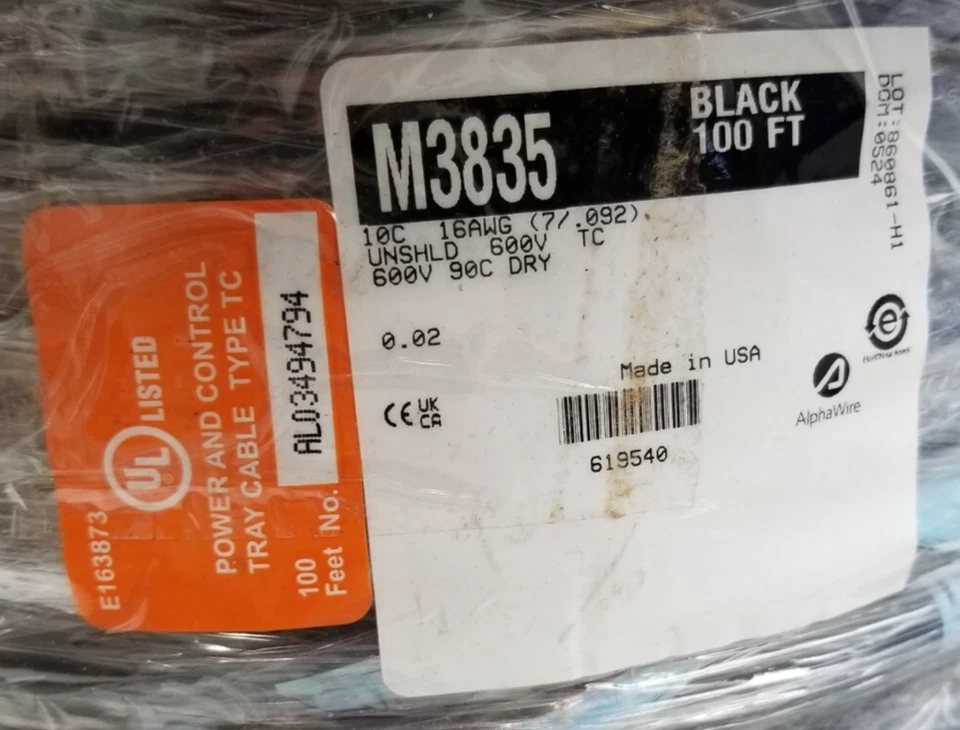 M3835
BLACK
100 FT
10C 16AWG (7/.092)
UNSHLD 600V TC
600V 90C DRY
0.02
Made in USA
CE UK
CA
619540
AlphaWire
LOT:860861-H1
DOM:0524
e
E163873
UL LISTED
POWER AND CONTROL
TRAY CABLE TYPE TC
AL03494794
100
Feet No.